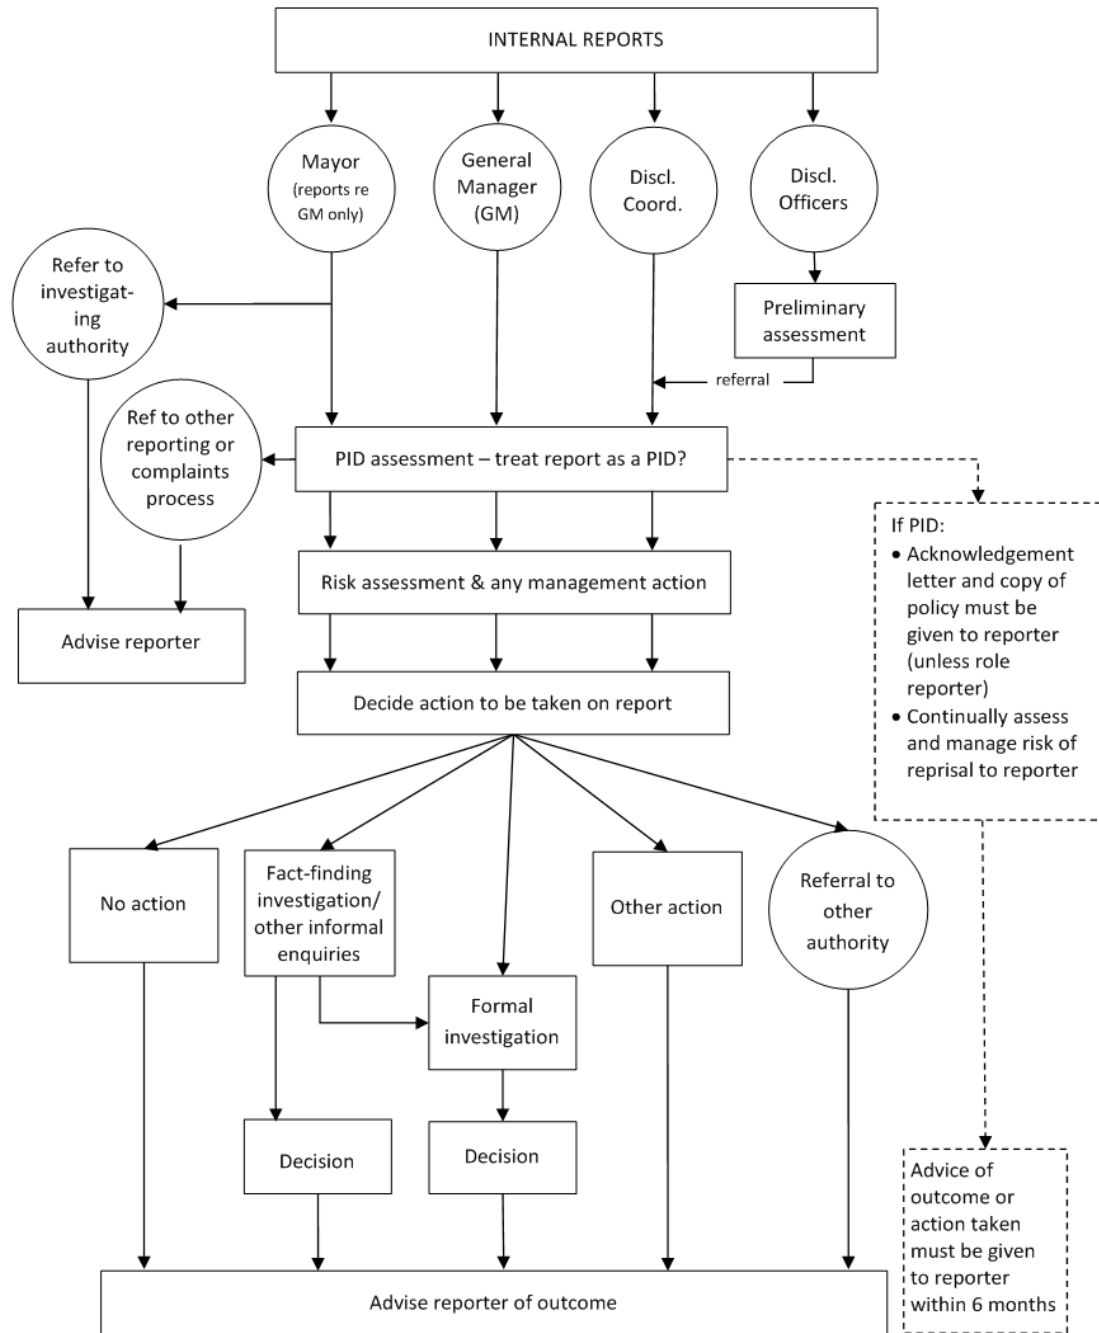 INTERNAL REPORTS
Mayor
(reports re
GM only)
General
Manager
(GM)
Discl.
Coord.
Discl.
Officers
Refer to
investigat-
ing
authority
Preliminary
assessment
referral
Ref to other
reporting or
complaints
process
PID assessment – treat report as a PID?
If PID:
• Acknowledgement
letter and copy of
policy must be
given to reporter
(unless role
reporter)
• Continually assess
and manage risk of
reprisal to reporter
Risk assessment & any management action
Advise reporter
Decide action to be taken on report
No action
Fact-finding
investigation/
other informal
enquiries
Other action
Referral to
other
authority
Formal
investigation
Decision
Decision
Advice of
outcome or
action taken
must be given
to reporter
within 6 months
Advise reporter of outcome